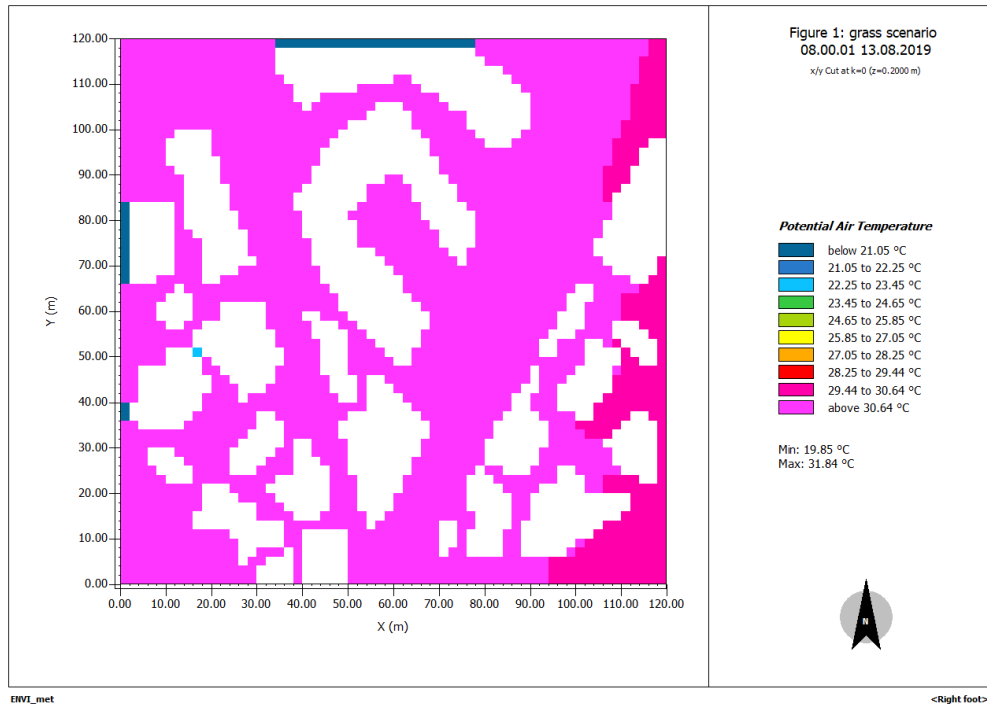 Figure 1: grass scenario
08.00.01 13.08.2019
x/y Cut at k=0 (z=0.2000 m)
120.00
110.00
100.00
90.00
80.00
70.00
60.00
50.00
40.00
30.00
20.00
10.00
0.00
Y (m)
0.00 10.00 20.00 30.00 40.00 50.00 60.00 70.00 80.00 90.00 100.00 110.00 120.00
X (m)
Potential Air Temperature
below 21.05 °C
21.05 to 22.25 °C
22.25 to 23.45 °C
23.45 to 24.65 °C
24.65 to 25.85 °C
25.85 to 27.05 °C
27.05 to 28.25 °C
28.25 to 29.44 °C
29.44 to 30.64 °C
above 30.64 °C
Min: 19.85 °C
Max: 31.84 °C
N
ENVI_met
<Right foot>